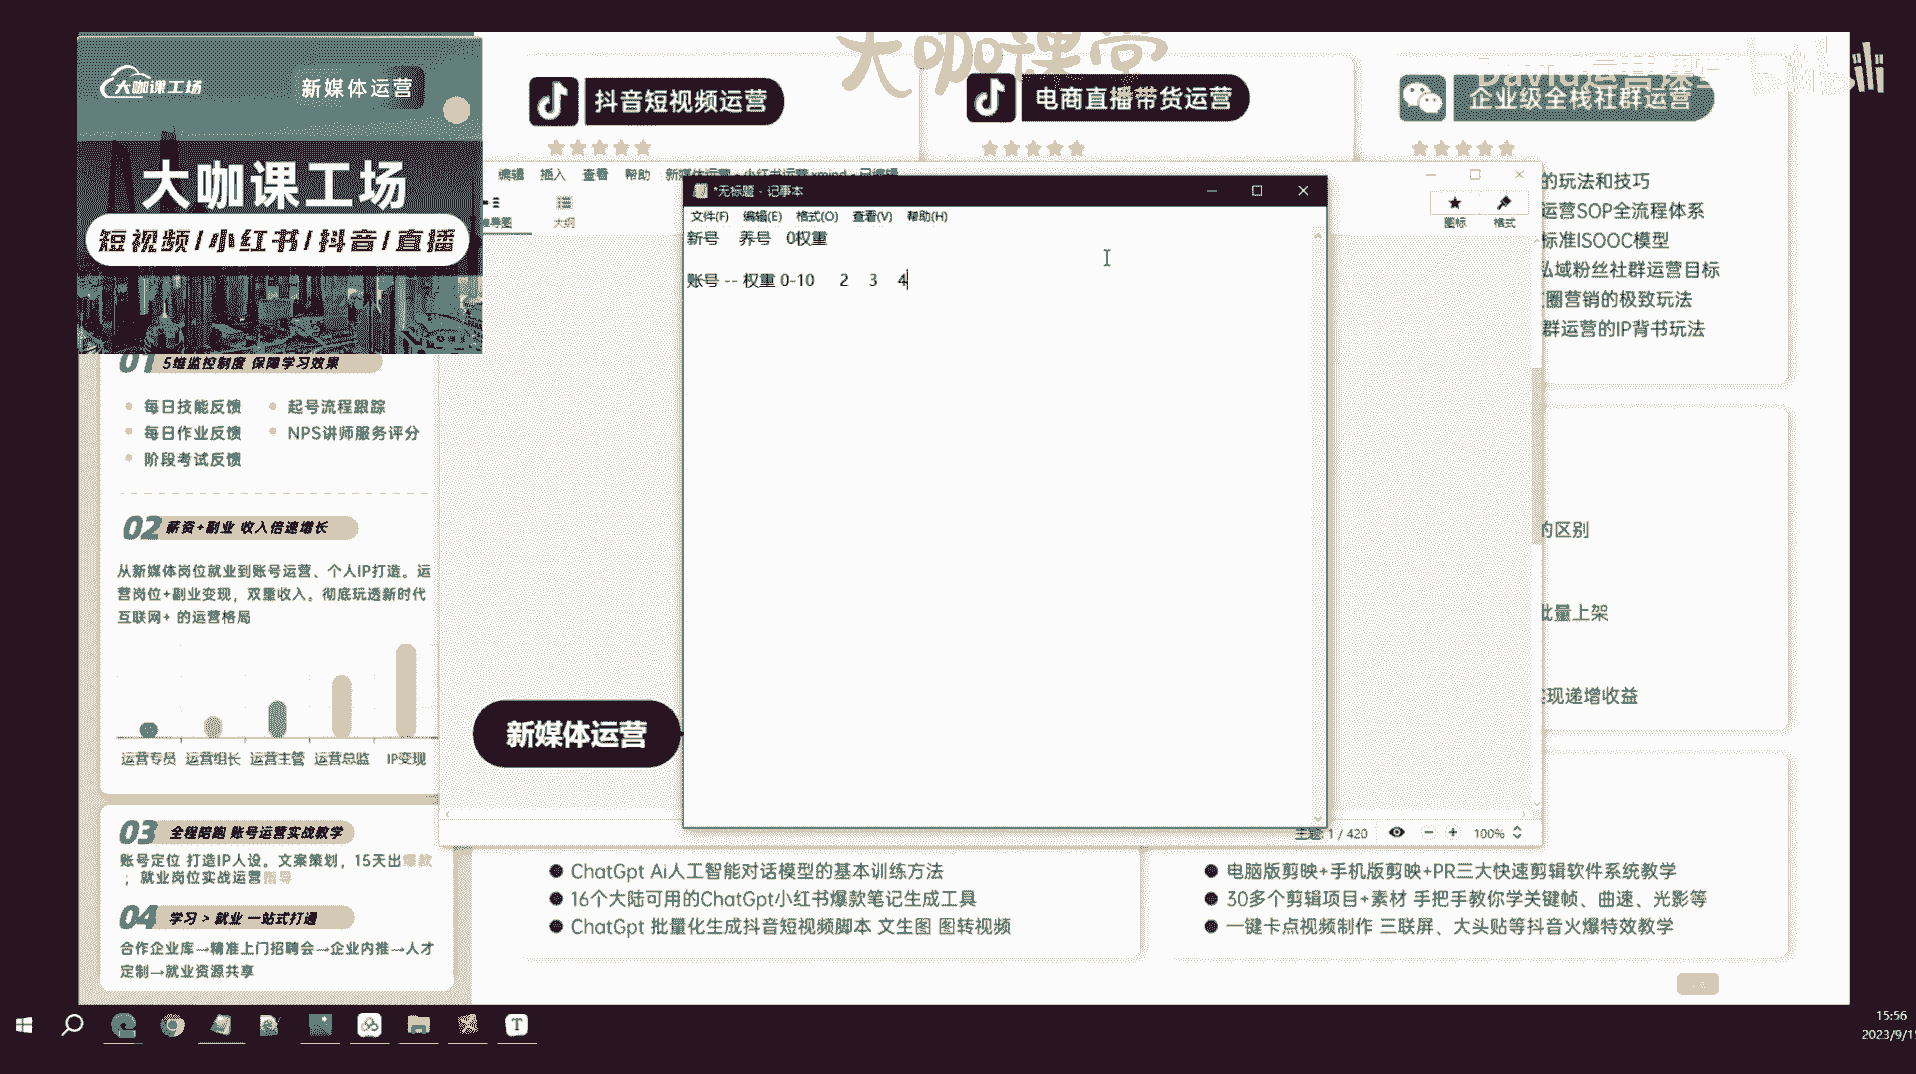 大咖课堂
大咖课工场
新媒体运营
大咖课工场
短视频/小红书/抖音/直播
抖音短视频运营
电商直播带货运营
企业级全栈社群运营
bilibili
编辑 插入 查看 帮助
大纲
图标
格式
*无标题 - 记事本
文件(F) 编辑(E) 格式(O) 查看(V) 帮助(H)
新号 养号 0权重
账号 -- 权重 0-10 2 3 4
的玩法和技巧
运营SOP全流程体系
标准ISOOC模型
私域粉丝社群运营目标
圈营销的极致玩法
群运营的IP背书玩法
的区别
批量上架
实现递增收益
01 5维监控制度 保障学习效果
每日技能反馈
起号流程跟踪
每日作业反馈
NPS讲师服务评分
阶段考试反馈
02 薪资+副业 收入倍速增长
从新媒体岗位就业到账号运营、个人IP打造。运
营岗位+副业变现，双重收入。彻底玩透新时代
互联网+ 的运营格局
运营专员 运营组长 运营主管 运营总监 IP变现
03 全程陪跑 账号运营实战教学
账号定位 打造IP人设。文案策划，15天出爆款
；就业岗位实战运营指导
04 学习 > 就业 一站式打通
合作企业库→精准上门招聘会→企业内推→人才
定制→就业资源共享
新媒体运营
主题: 1 / 420
100%
ChatGpt Ai人工智能对话模型的基本训练方法
16个大陆可用的ChatGpt小红书爆款笔记生成工具
ChatGpt 批量化生成抖音短视频脚本 文生图 图转视频
电脑版剪映+手机版剪映+PR三大快速剪辑软件系统教学
30多个剪辑项目+素材 手把手教你学关键帧、曲速、光影等
一键卡点视频制作 三联屏、大头贴等抖音火爆特效教学
15:56